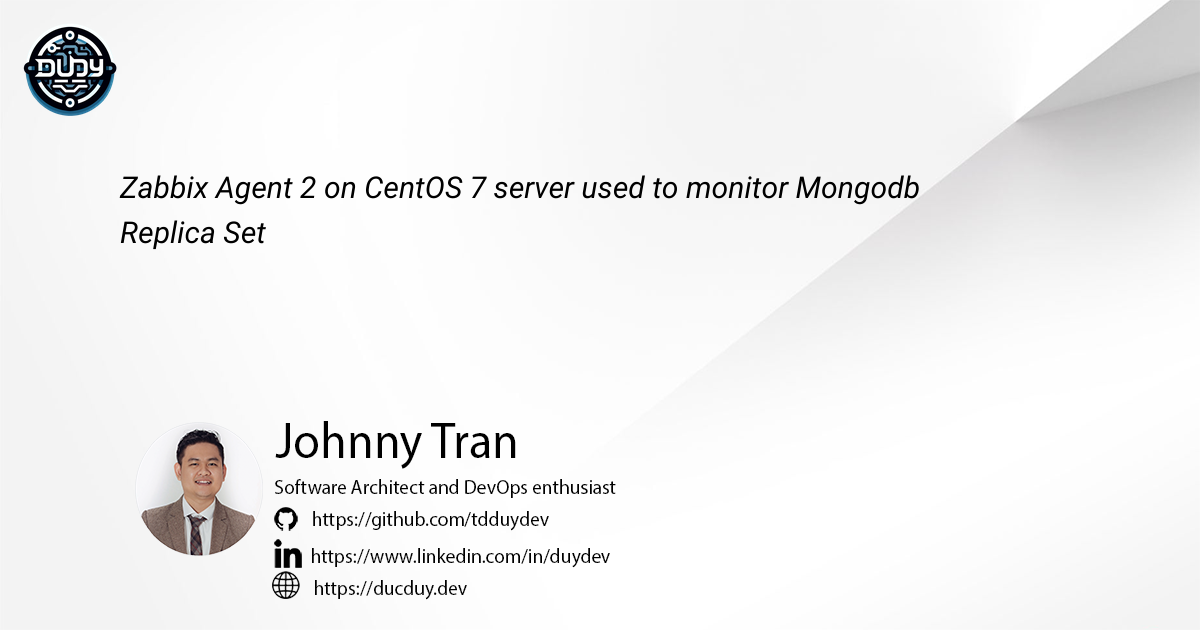 DUDY
Zabbix Agent 2 on CentOS 7 server used to monitor Mongodb
Replica Set
Johnny Tran
Software Architect and DevOps enthusiast
https://github.com/tdduydev
https://www.linkedin.com/in/duydev
https://ducduy.dev